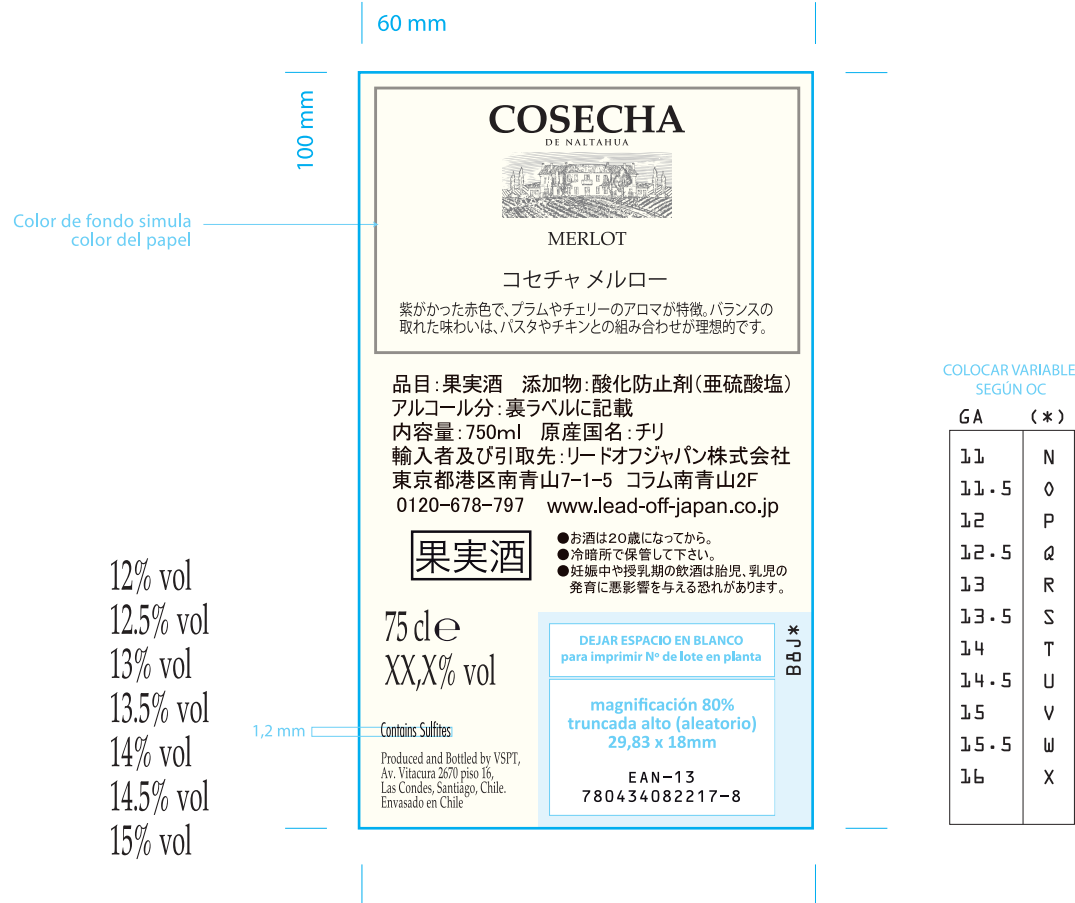 60 mm
100 mm
Color de fondo simula
color del papel
COSECHA
DE NALTAHUA
MERLOT
コセチャ メルロー
紫がかった赤色で、プラムやチェリーのアロマが特徴。バランスの
取れた味わいは、パスタやチキンとの組み合わせが理想的です。
品目:果実酒 添加物:酸化防止剤(亜硫酸塩)
アルコール分:裏ラベルに記載
内容量:750ml 原産国名:チリ
輸入者及び引取先:リードオフジャパン株式会社
東京都港区南青山7-1-5 コラム南青山2F
0120-678-797 www.lead-off-japan.co.jp
果実酒
●お酒は20歳になってから。
●冷暗所で保管して下さい。
●妊娠中や授乳期の飲酒は胎児、乳児の
発育に悪影響を与える恐れがあります。
75 cl e
XX,X% vol
1,2 mm
Contains Sulfites
Produced and Bottled by VSPT,
Av. Vitacura 2670 piso 16,
Las Condes, Santiago, Chile.
Envasado en Chile
DEJAR ESPACIO EN BLANCO
para imprimir Nº de lote en planta
magnificación 80%
truncada alto (aleatorio)
29,83 x 18mm
EAN-13
780434082217-8
BBJ*
12% vol
12.5% vol
13% vol
13.5% vol
14% vol
14.5% vol
15% vol
COLOCAR VARIABLE
SEGÚN OC
GA (*)
11 N
11.5 O
12 P
12.5 Q
13 R
13.5 S
14 T
14.5 U
15 V
15.5 W
16 X